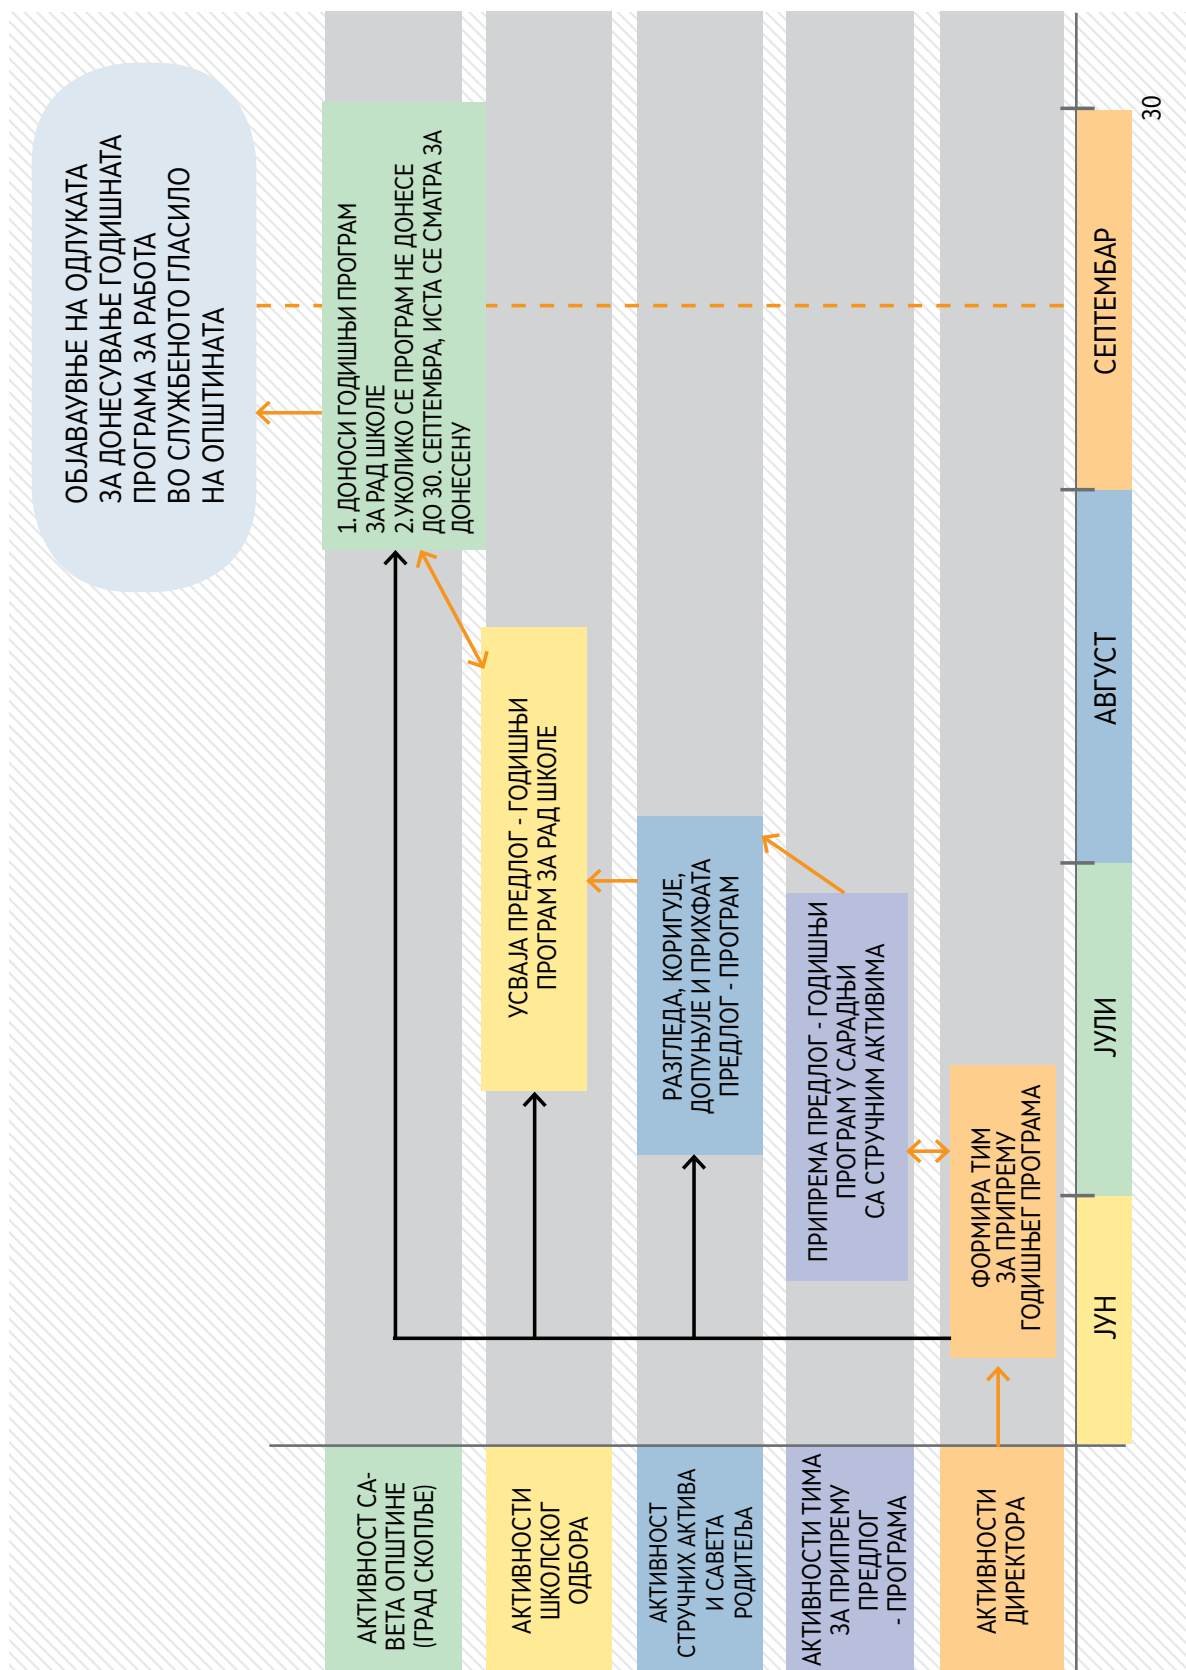 ОБЈАВАУВЊЕ НА ОДЛУКАТА
ЗА ДОНЕСУВАЊЕ ГОДИШНАТА
ПРОГРАМА ЗА РАБОТА
ВО СЛУЖБЕНОТО ГЛАСИЛО
НА ОПШТИНАТА
АКТИВНОСТ СА-
ВЕТА ОПШТИНЕ
(ГРАД СКОПЉЕ)
1. ДОНОСИ ГОДИШЊИ ПРОГРАМ
ЗА РАД ШКОЛЕ
2.УКОЛИКО СЕ ПРОГРАМ НЕ ДОНЕСЕ
ДО 30. СЕПТЕМБРА, ИСТА СЕ СМАТРА ЗА
ДОНЕСЕНУ
АКТИВНОСТИ
ШКОЛСКОГ
ОДБОРА
УСВАЈА ПРЕДЛОГ - ГОДИШЊИ
ПРОГРАМ ЗА РАД ШКОЛЕ
АКТИВНОСТ
СТРУЧНИХ АКТИВА
И САВЕТА
РОДИТЕЉА
РАЗГЛЕДА, КОРИГУЈЕ,
ДОПУЊУЈЕ И ПРИХФАТА
ПРЕДЛОГ - ПРОГРАМ
АКТИВНОСТИ ТИМА
ЗА ПРИПРЕМУ
ПРЕДЛОГ
- ПРОГРАМА
ПРИПРЕМА ПРЕДЛОГ - ГОДИШЊИ
ПРОГРАМ У САРАДЊИ
СА СТРУЧНИМ АКТИВИМА
АКТИВНОСТИ
ДИРЕКТОРА
ФОРМИРА ТИМ
ЗА ПРИПРЕМУ
ГОДИШЊЕГ ПРОГРАМА
ЈУН
ЈУЛИ
АВГУСТ
СЕПТЕМБАР
30